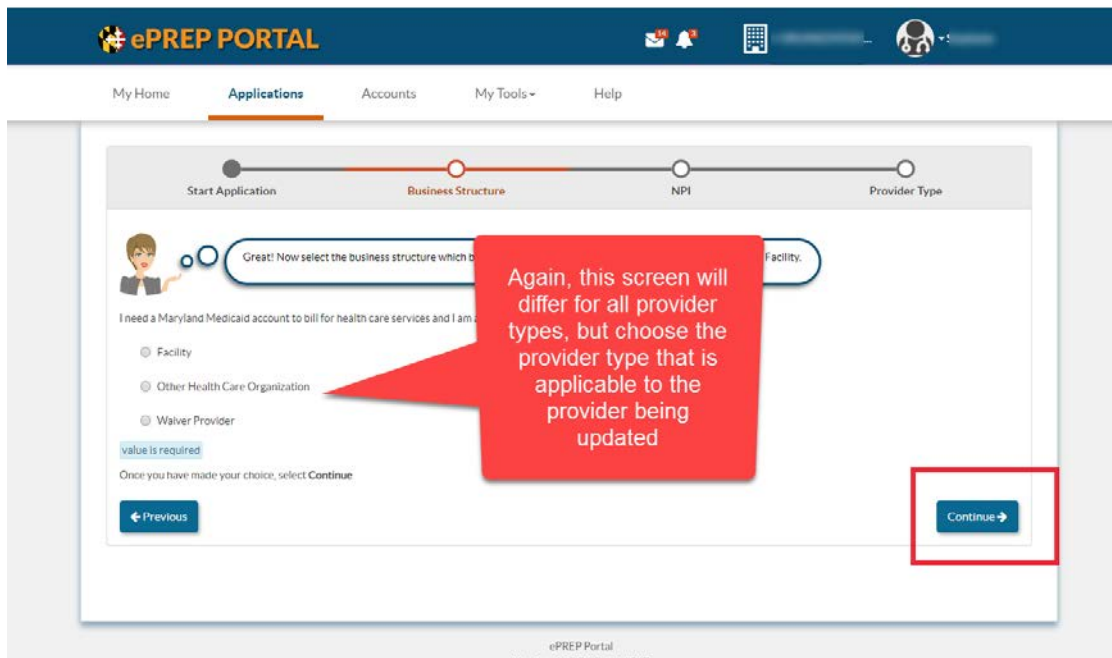 ePREP PORTAL
14
3
My Home Applications Accounts My Tools Help
Start Application Business Structure NPI Provider Type
Great! Now select the business structure which b
Facility.
I need a Maryland Medicaid account to bill for health care services and I am a
Facility
Other Health Care Organization
Waiver Provider
value is required
Once you have made your choice, select Continue
Previous
Continue
Again, this screen will
differ for all provider
types, but choose the
provider type that is
applicable to the
provider being
updated
ePREP Portal